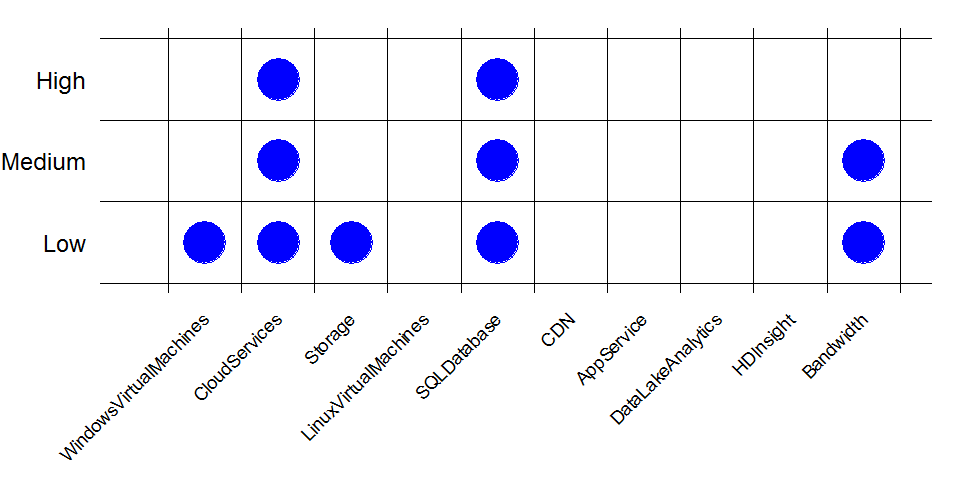 High
Medium
Low
WindowsVirtualMachines
CloudServices
Storage
LinuxVirtualMachines
SQLDatabase
CDN
AppService
DataLakeAnalytics
HDInsight
Bandwidth